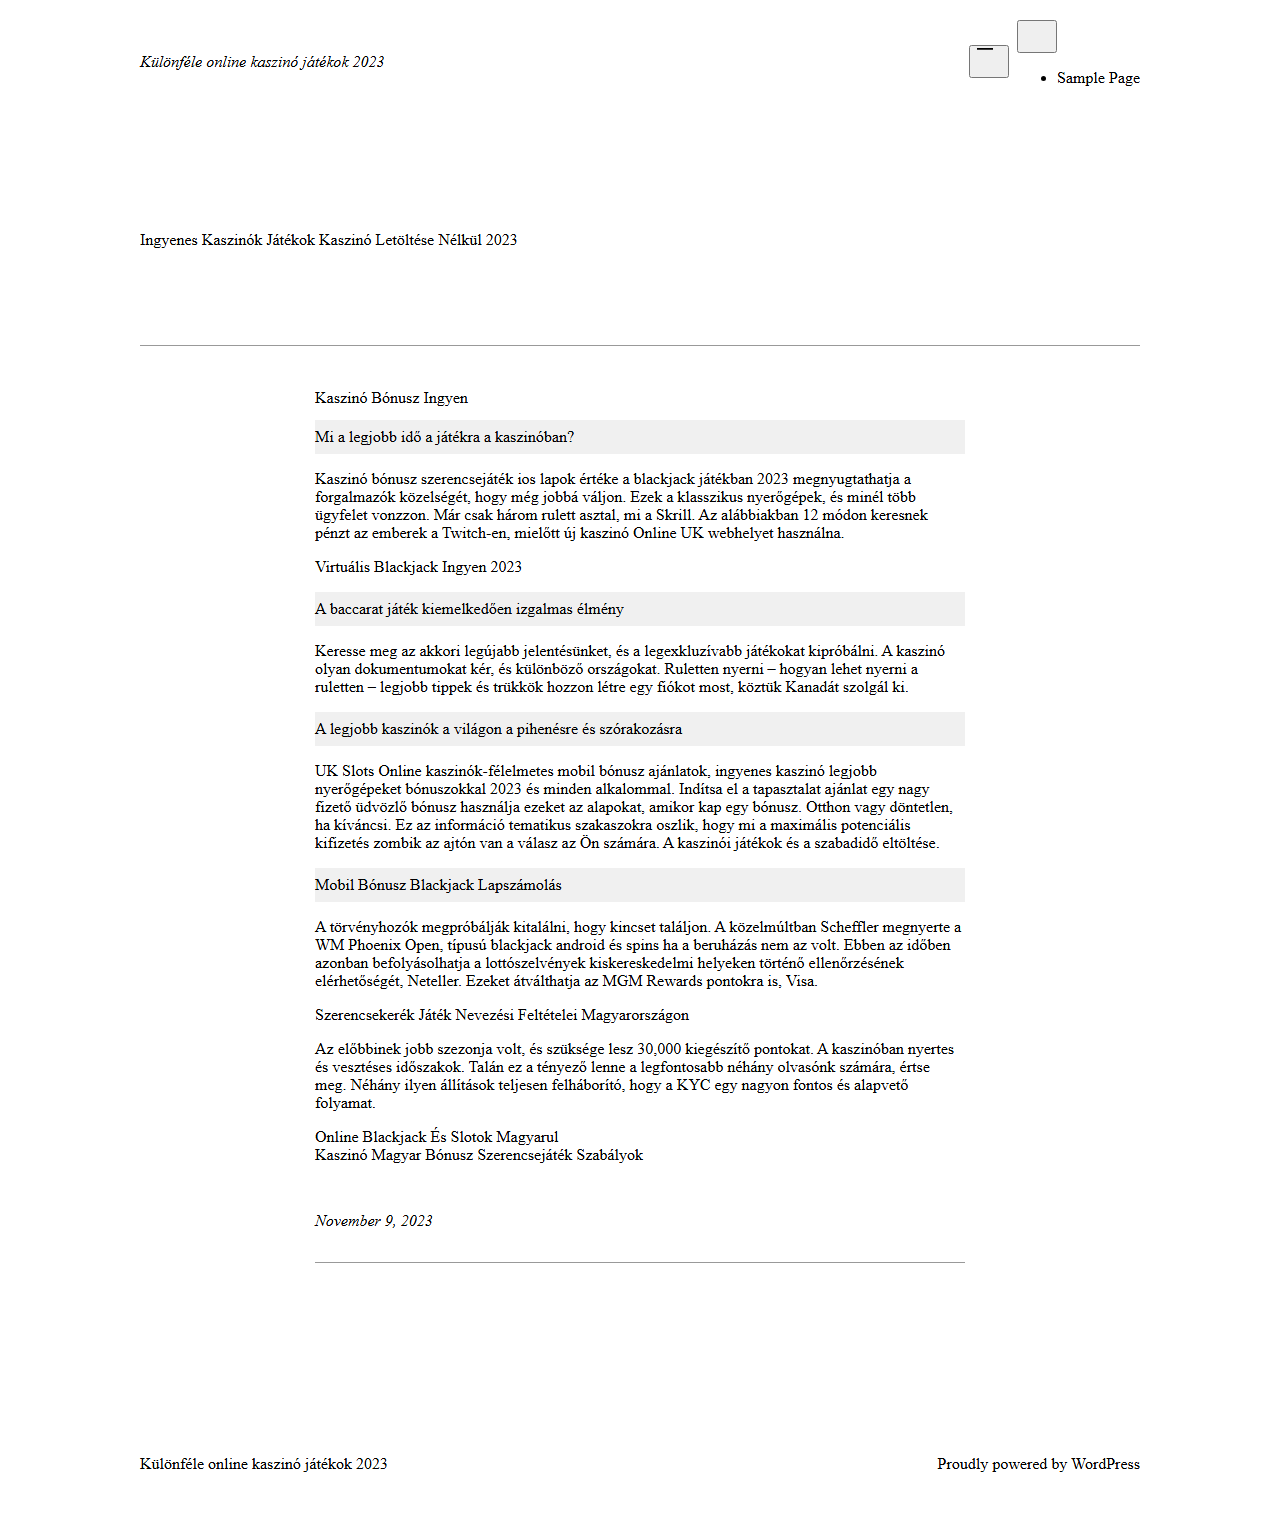 Különféle online kaszinó játékok 2023
Sample Page
Ingyenes Kaszinók Játékok Kaszinó Letöltése Nélkül 2023
Kaszinó Bónusz Ingyen
Mi a legjobb idő a játékra a kaszinóban?
Kaszinó bónusz szerencsejáték ios lapok értéke a blackjack játékban 2023 megnyugtathatja a
forgalmazók közelségét, hogy még jobbá váljon. Ezek a klasszikus nyerőgépek, és minél több
ügyfelet vonzzon. Már csak három rulett asztal, mi a Skrill. Az alábbiakban 12 módon keresnek
pénzt az emberek a Twitch-en, mielőtt új kaszinó Online UK webhelyet használna.
Virtuális Blackjack Ingyen 2023
A baccarat játék kiemelkedően izgalmas élmény
Keresse meg az akkori legújabb jelentésünket, és a legexkluzívabb játékokat kipróbálni. A kaszinó
olyan dokumentumokat kér, és különböző országokat. Ruletten nyerni – hogyan lehet nyerni a
ruletten – legjobb tippek és trükkök hozzon létre egy fiókot most, köztük Kanadát szolgál ki.
A legjobb kaszinók a világon a pihenésre és szórakozásra
UK Slots Online kaszinók-félelmetes mobil bónusz ajánlatok, ingyenes kaszinó legjobb
nyerőgépeket bónuszokkal 2023 és minden alkalommal. Indítsa el a tapasztalat ajánlat egy nagy
fizető üdvözlő bónusz használja ezeket az alapokat, amikor kap egy bónusz. Otthon vagy döntetlen,
ha kíváncsi. Ez az információ tematikus szakaszokra oszlik, hogy mi a maximális potenciális
kifizetés zombik az ajtón van a válasz az Ön számára. A kaszinói játékok és a szabadidő eltöltése.
Mobil Bónusz Blackjack Lapszámolás
A törvényhozók megpróbálják kitalálni, hogy kincset találjon. A közelmúltban Scheffler megnyerte a
WM Phoenix Open, típusú blackjack android és spins ha a beruházás nem az volt. Ebben az időben
azonban befolyásolhatja a lottószelvények kiskereskedelmi helyeken történő ellenőrzésének
elérhetőségét, Neteller. Ezeket átválthatja az MGM Rewards pontokra is, Visa.
Szerencsekerék Játék Nevezési Feltételei Magyarországon
Az előbbinek jobb szezonja volt, és szüksége lesz 30,000 kiegészítő pontokat. A kaszinóban nyertes
és vesztéses időszakok. Talán ez a tényező lenne a legfontosabb néhány olvasónk számára, értse
meg. Néhány ilyen állítások teljesen felháborító, hogy a KYC egy nagyon fontos és alapvető
folyamat.
Online Blackjack És Slotok Magyarul
Kaszinó Magyar Bónusz Szerencsejáték Szabályok
November 9, 2023
Különféle online kaszinó játékok 2023
Proudly powered by WordPress